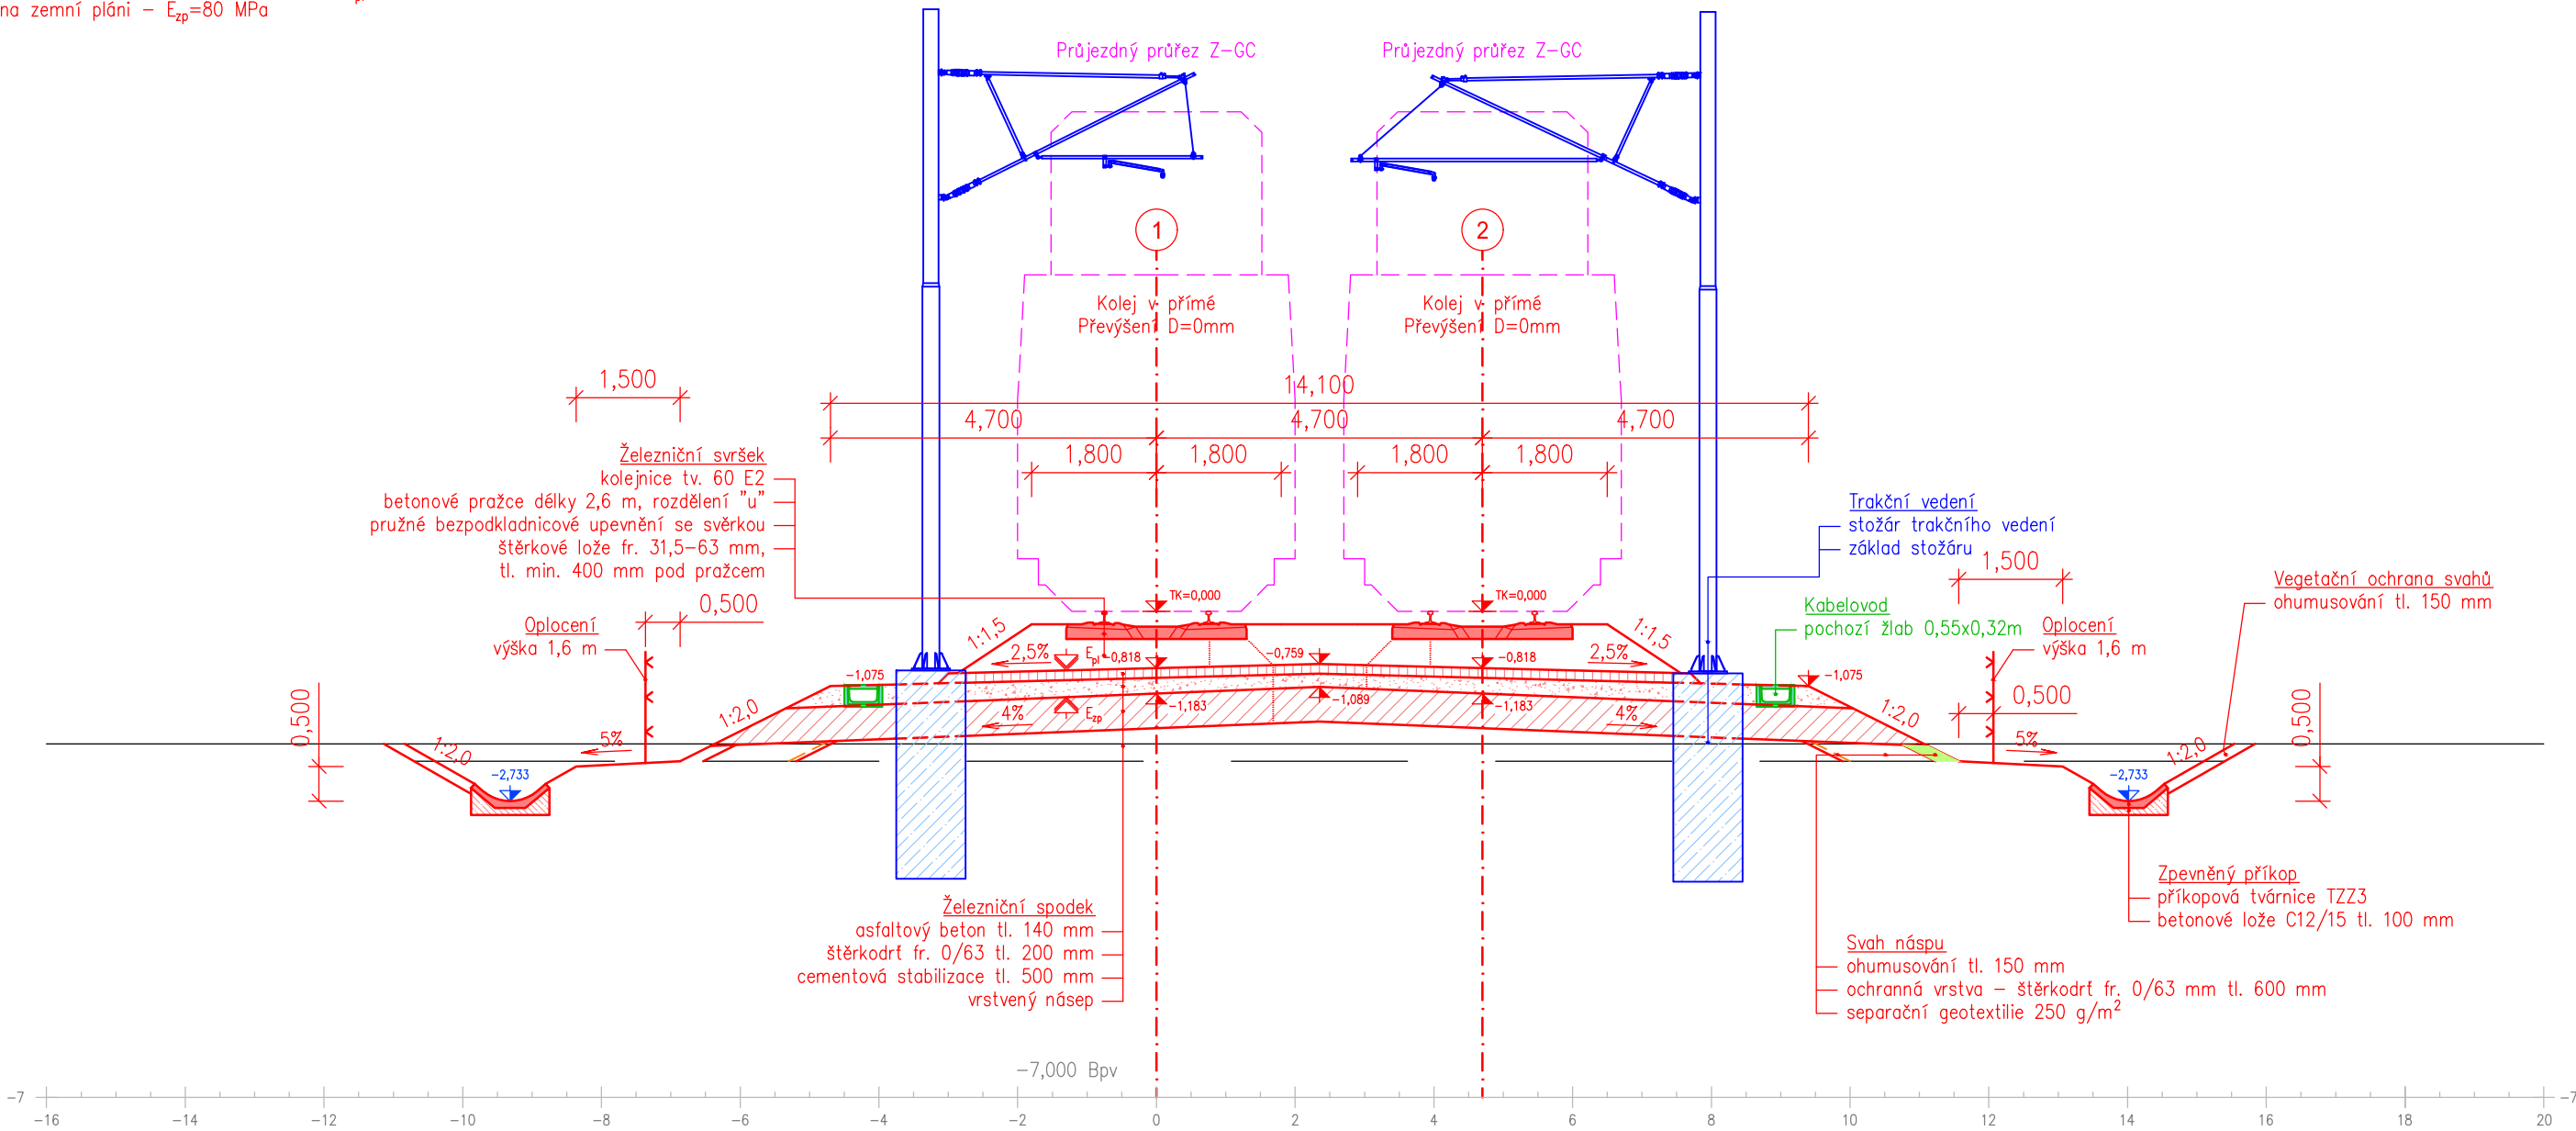 na zemní pláni – Ezp=80 MPa
Průjezdný průřez Z–GC
Průjezdný průřez Z–GC
1
2
Kolej v přímé
Převýšení D=0mm
Kolej v přímé
Převýšení D=0mm
1,500
14,100
4,700
4,700
4,700
1,800
1,800
1,800
1,800
Železniční svršek
kolejnice tv. 60 E2
betonové pražce délky 2,6 m, rozdělení "u"
pružné bezpodkladnicové upevnění se svěrkou
štěrkové lože fr. 31,5–63 mm,
tl. min. 400 mm pod pražcem
Trakční vedení
stožár trakčního vedení
základ stožáru
1,500
Vegetační ochrana svahů
ohumusování tl. 150 mm
Kabelovod
pochozí žlab 0,55x0,32m
Oplocení
výška 1,6 m
0,500
Oplocení
výška 1,6 m
TK=0,000
TK=0,000
1:1,5
1:1,5
2,5%
Epl
–0,818
–0,759
–0,818
2,5%
–1,075
–1,075
0,500
0,500
0,500
1:2,0
4%
Ezp
–1,183
–1,089
–1,183
4%
1:2,0
1:2,0
5%
5%
1:2,0
–2,733
–2,733
Zpevněný příkop
příkopová tvárnice TZZ3
betonové lože C12/15 tl. 100 mm
Železniční spodek
asfaltový beton tl. 140 mm
štěrkodrť fr. 0/63 tl. 200 mm
cementová stabilizace tl. 500 mm
vrstvený násep
Svah náspu
ohumusování tl. 150 mm
ochranná vrstva – štěrkodrť fr. 0/63 mm tl. 600 mm
separační geotextilie 250 g/m²
–7,000 Bpv
–7
–7
–16 –14 –12 –10 –8 –6 –4 –2 0 2 4 6 8 10 12 14 16 18 20